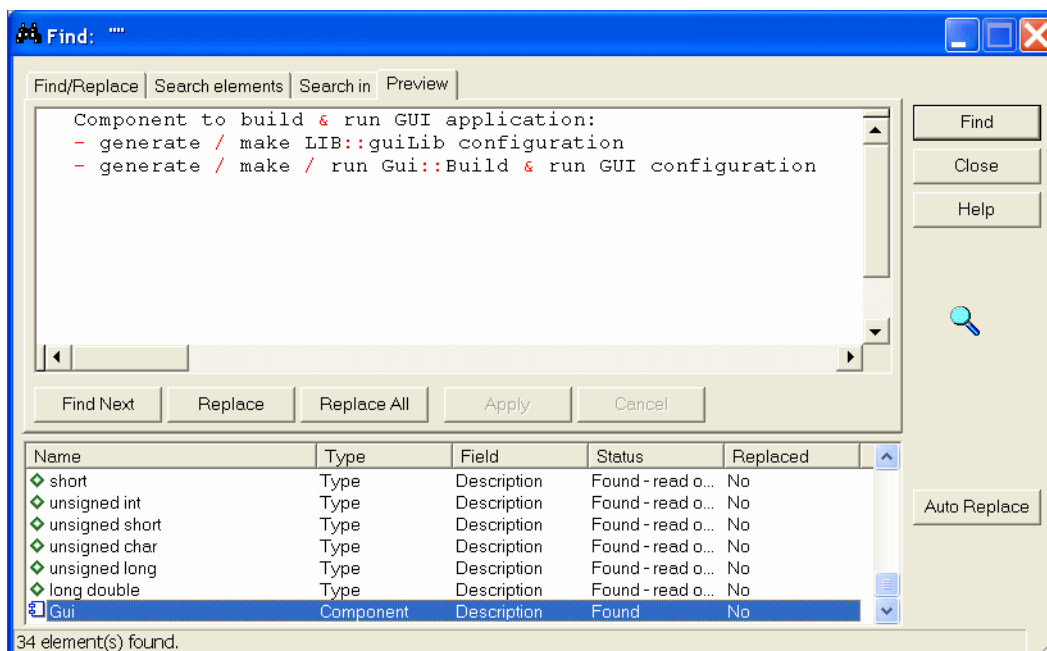 Find: ""
Find/Replace Search elements Search in Preview
Component to build & run GUI application:
- generate / make LIB::guiLib configuration
- generate / make / run Gui::Build & run GUI configuration
Find
Close
Help
Find Next Replace Replace All Apply Cancel
Name Type Field Status Replaced
short Type Description Found - read o... No
unsigned int Type Description Found - read o... No
unsigned short Type Description Found - read o... No
unsigned char Type Description Found - read o... No
unsigned long Type Description Found - read o... No
long double Type Description Found - read o... No
Gui Component Description Found No
Auto Replace
34 element(s) found.